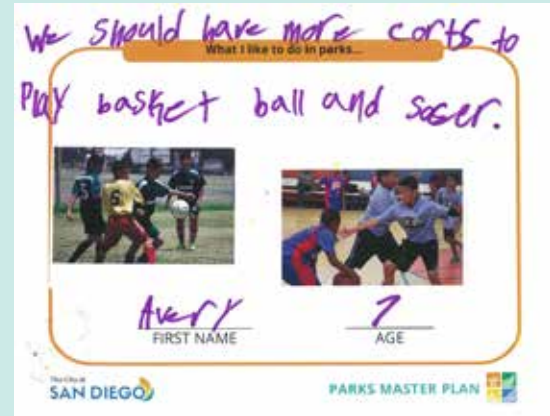 We should have more corts to
What I like to do in parks...
Play basket ball and soser.
Avery 7
FIRST NAME AGE
The City of
SAN DIEGO PARKS MASTER PLAN